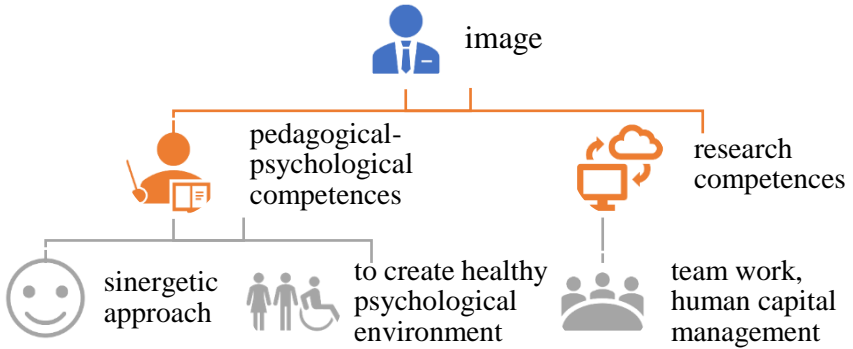 image
pedagogical-
psychological
competences
research
competences
sinergetic
approach
to create healthy
psychological
environment
team work,
human capital
management